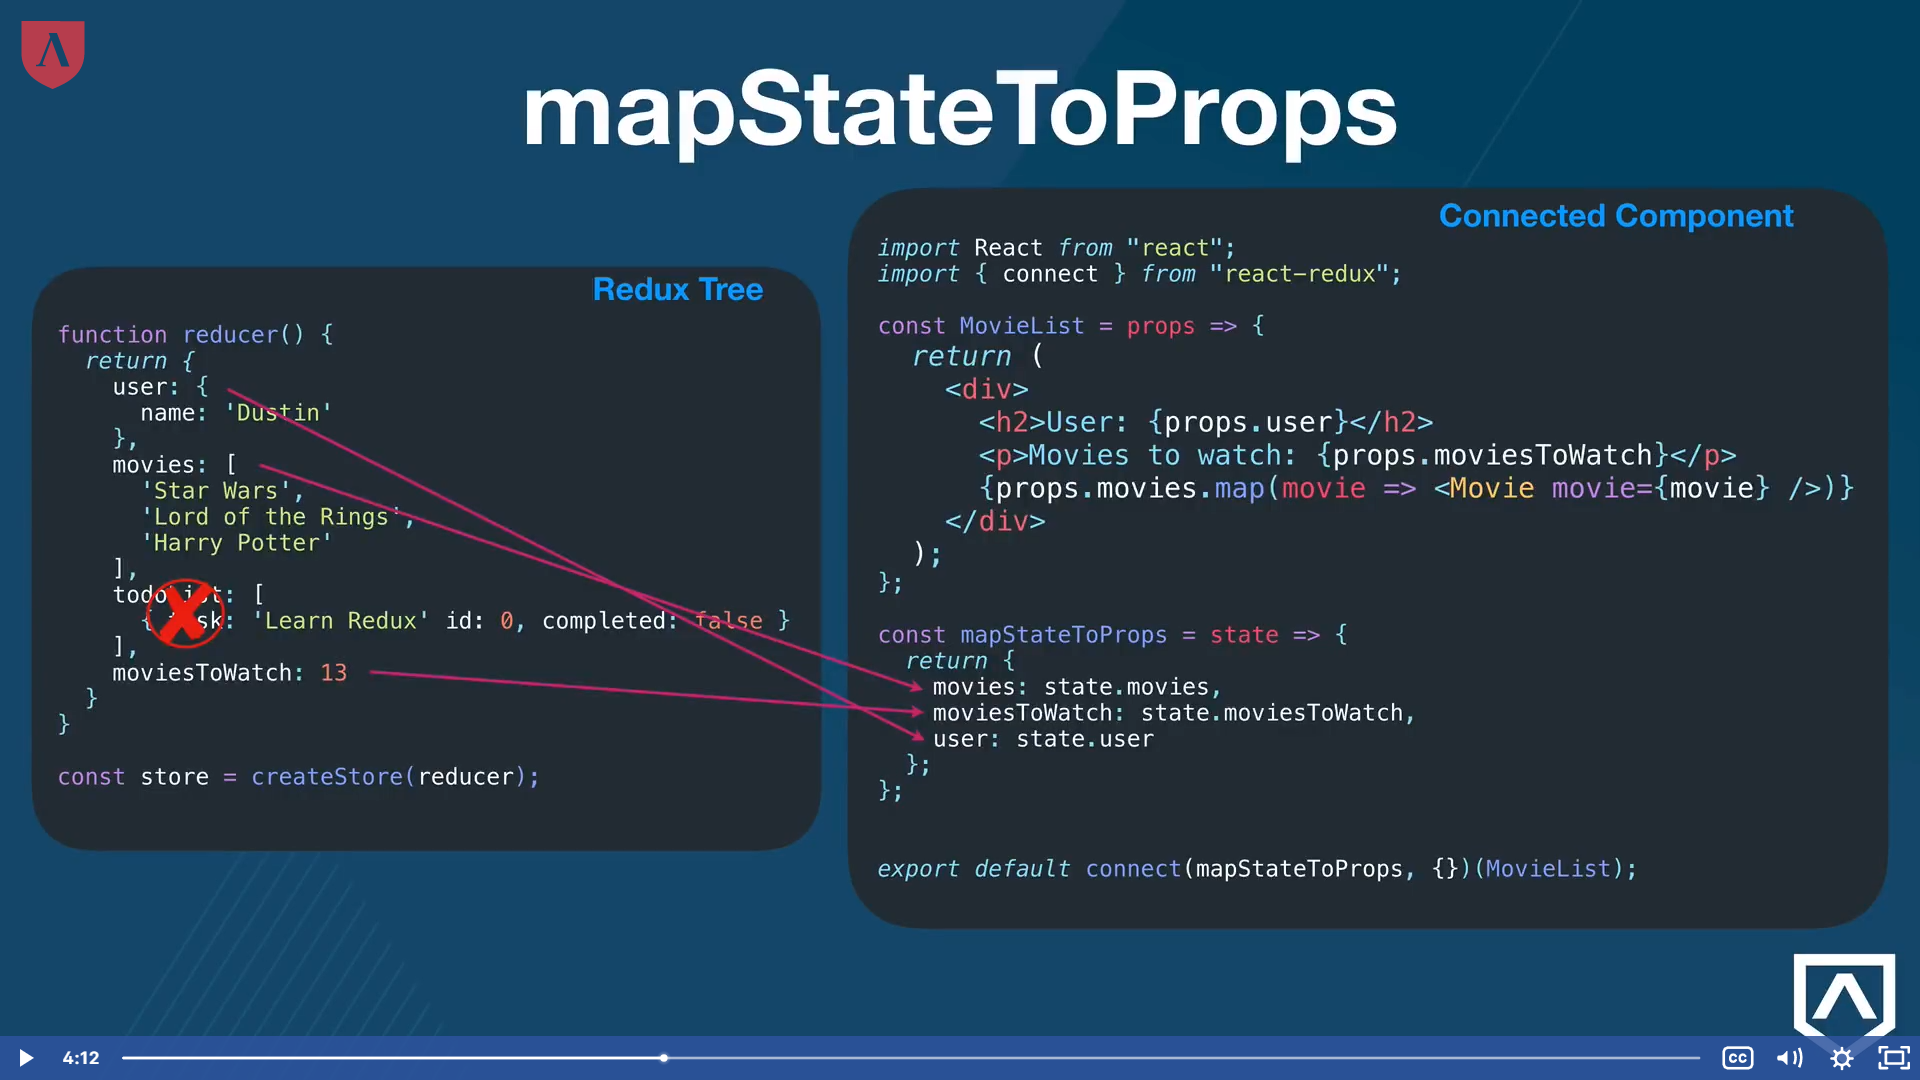 mapStateToProps
Redux Tree
function reducer() {
  return {
    user: {
      name: 'Dustin'
    },
    movies: [
      'Star Wars',
      'Lord of the Rings',
      'Harry Potter'
    ],
    todoList: [
      { task: 'Learn Redux' id: 0, completed: false }
    ],
    moviesToWatch: 13
  }
}
const store = createStore(reducer);
Connected Component
import React from "react";
import { connect } from "react-redux";
const MovieList = props => {
  return (
    <div>
      <h2>User: {props.user}</h2>
      <p>Movies to watch: {props.moviesToWatch}</p>
      {props.movies.map(movie => <Movie movie={movie} />)}
    </div>
  );
};
const mapStateToProps = state => {
  return {
    movies: state.movies,
    moviesToWatch: state.moviesToWatch,
    user: state.user
  };
};
export default connect(mapStateToProps, {})(MovieList);
4:12
CC